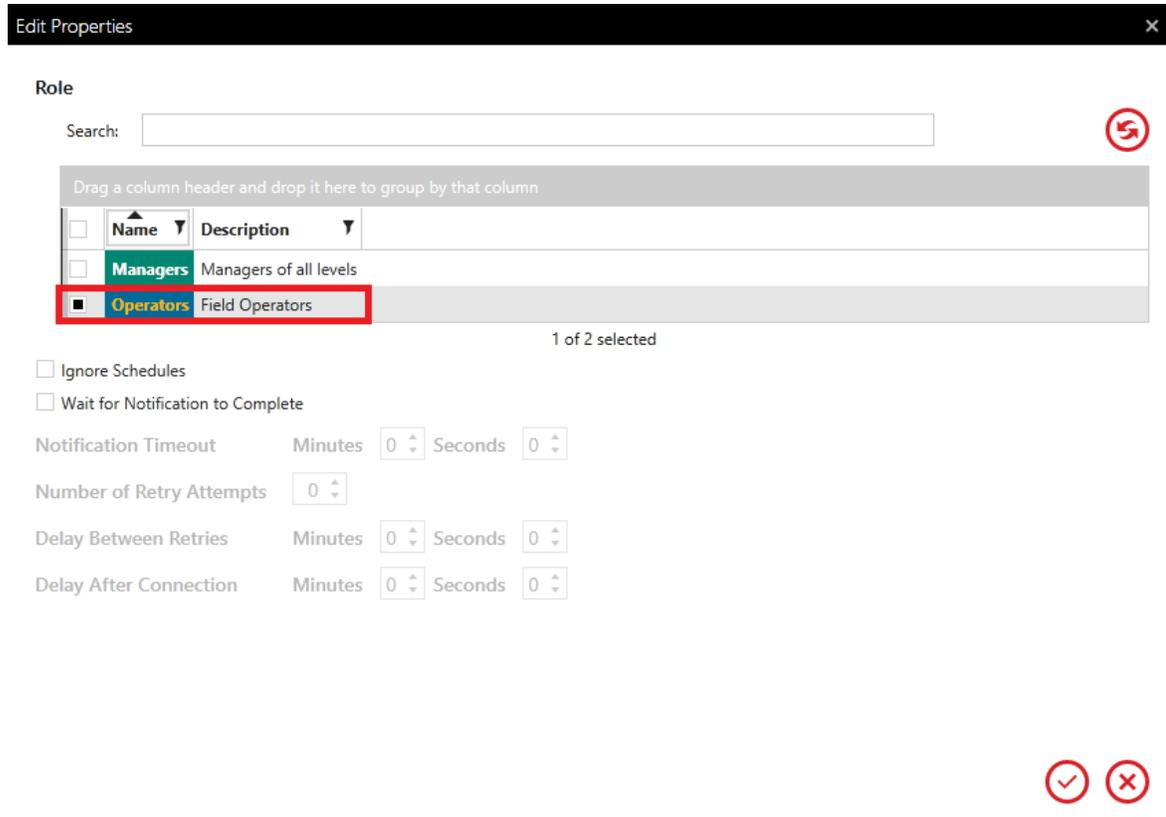 Edit Properties
Role
Search:
Drag a column header and drop it here to group by that column
Name Description
Managers Managers of all levels
Operators Field Operators
1 of 2 selected
Ignore Schedules
Wait for Notification to Complete
Notification Timeout Minutes 0 Seconds 0
Number of Retry Attempts 0
Delay Between Retries Minutes 0 Seconds 0
Delay After Connection Minutes 0 Seconds 0